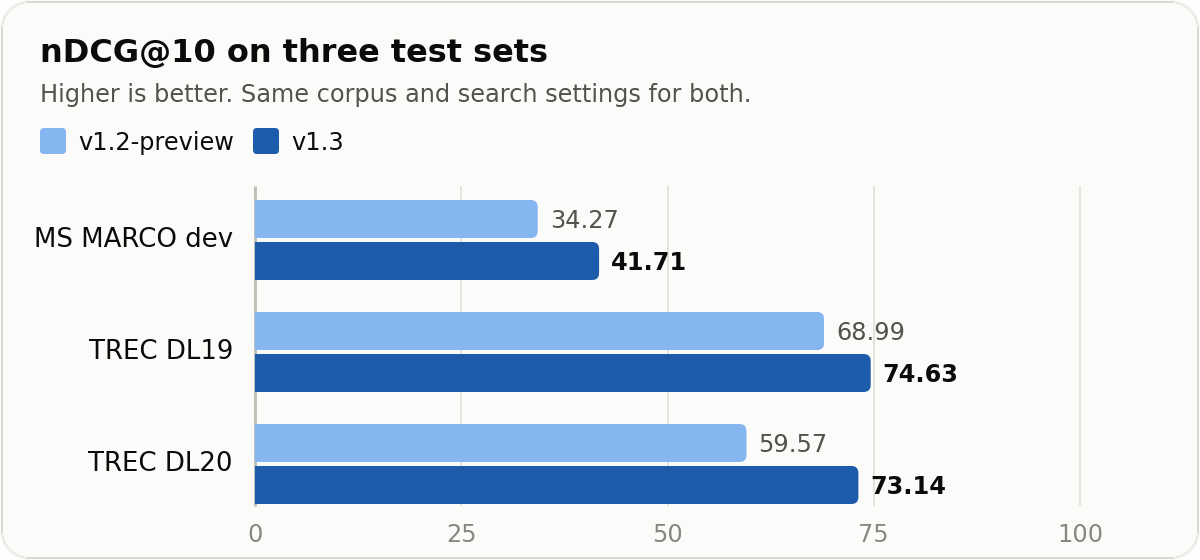 nDCG@10 on three test sets
Higher is better. Same corpus and search settings for both.
v1.2-preview v1.3
MS MARCO dev
34.27
41.71
TREC DL19
68.99
74.63
TREC DL20
59.57
73.14
0 25 50 75 100